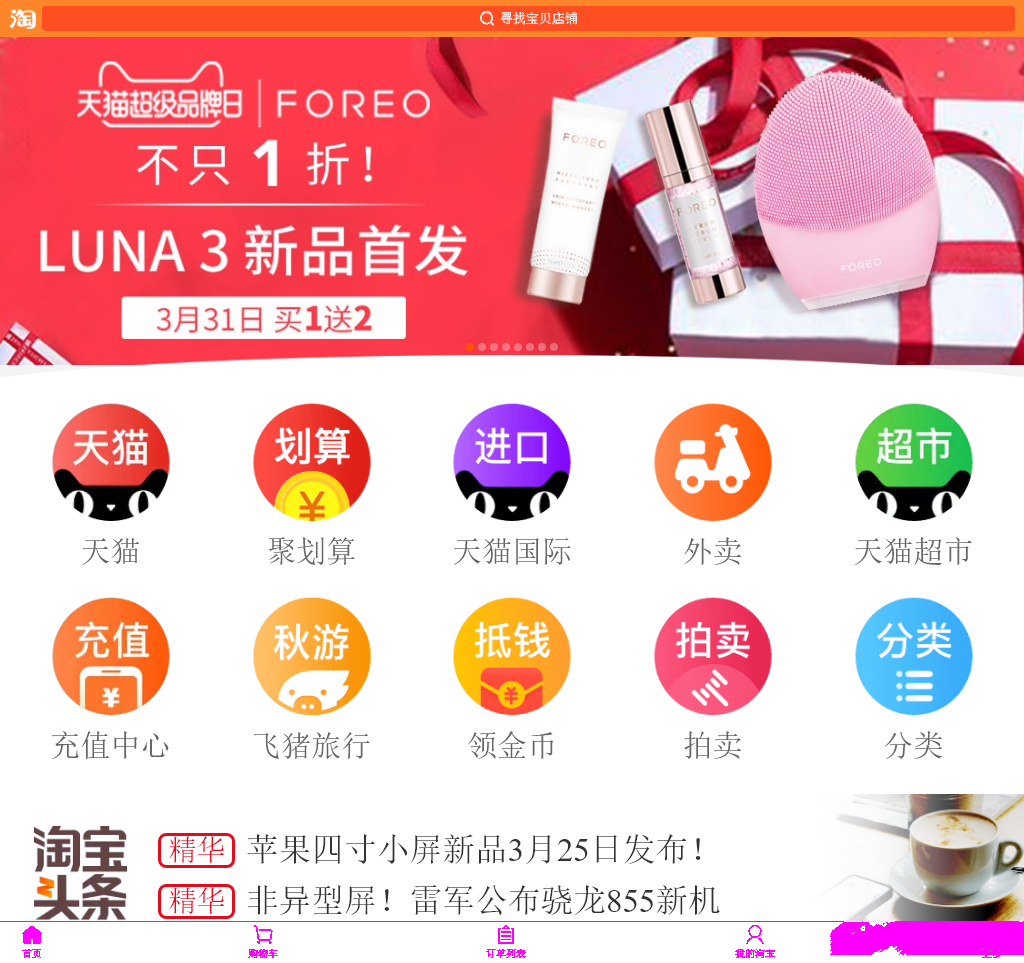 淘
寻找宝贝店铺
天猫超级品牌日 FOREO
不只1折！
LUNA 3 新品首发
3月31日 买1送2
FOREO
FOREO
FOREO
天猫 划算 进口 超市
天猫 聚划算 天猫国际 外卖 天猫超市
充值 秋游 抵钱 拍卖 分类
充值中心 飞猪旅行 领金币 拍卖 分类
淘宝头条
精华 苹果四寸小屏新品3月25日发布！
精华 非异型屏！雷军公布骁龙855新机
首页 购物车 订单列表 我的淘宝